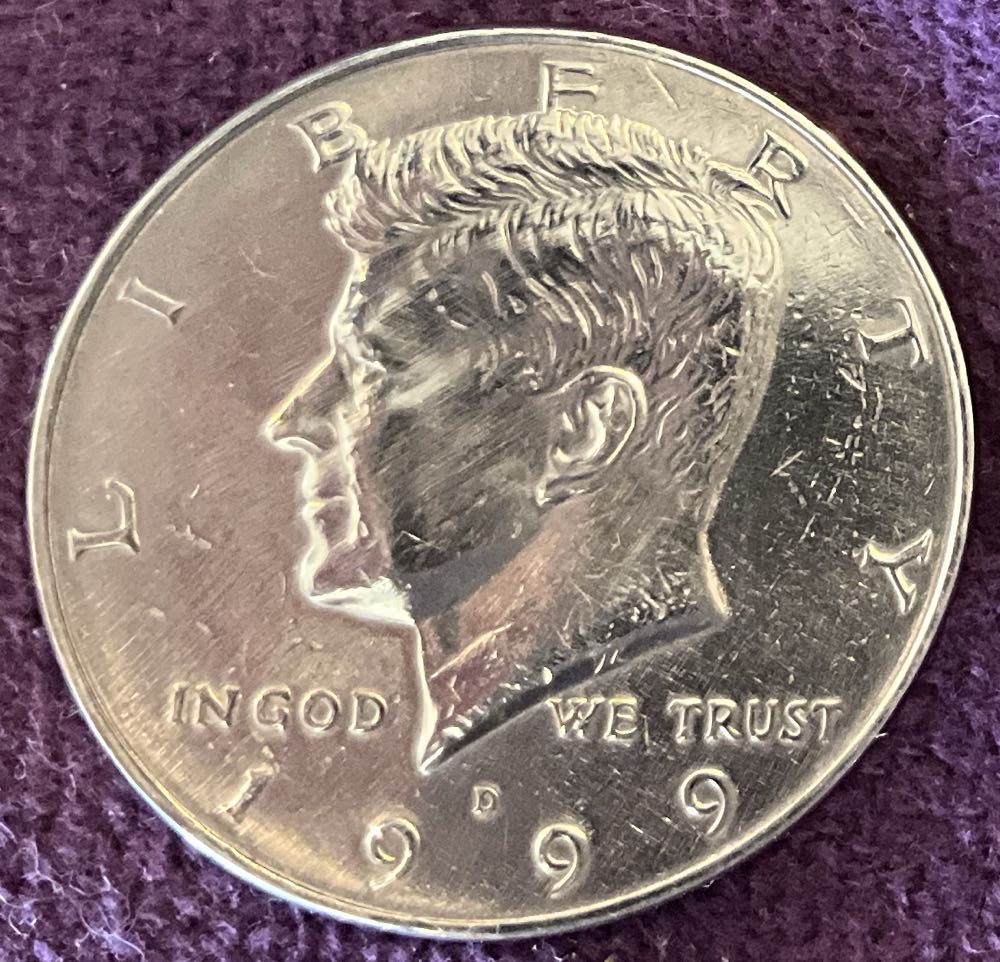 LIBERTY
IN GOD WE TRUST
D
1999